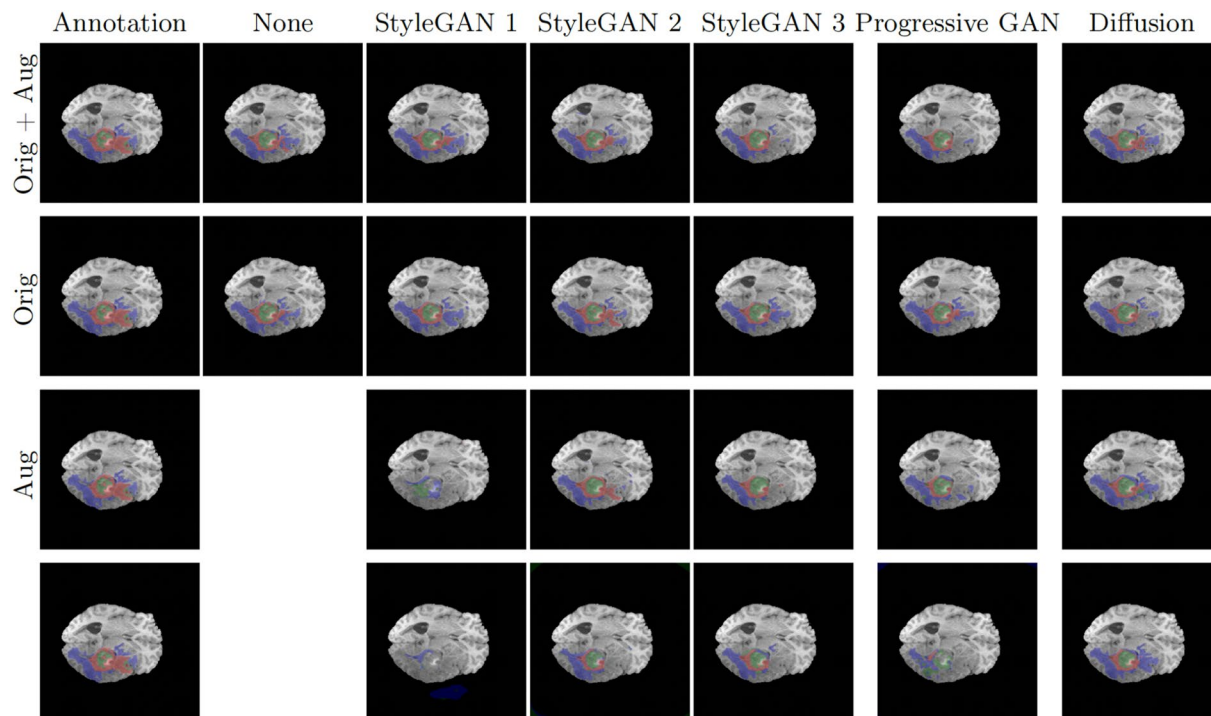 Annotation None StyleGAN 1 StyleGAN 2 StyleGAN 3 Progressive GAN Diffusion
Orig + Aug
Orig
Aug